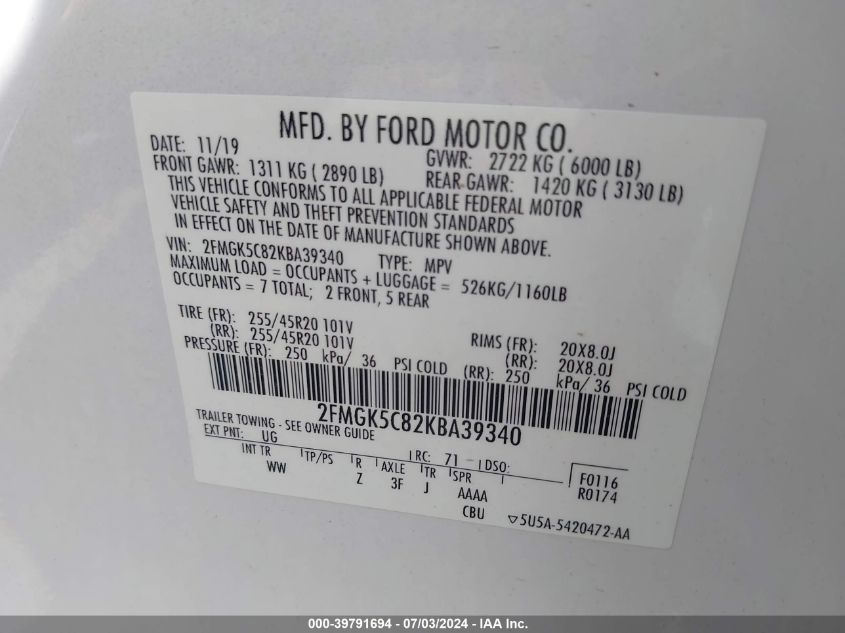 MFD. BY FORD MOTOR CO.
DATE: 11/19 GVWR: 2722 KG ( 6000 LB)
FRONT GAWR: 1311 KG ( 2890 LB) REAR GAWR: 1420 KG ( 3130 LB)
THIS VEHICLE CONFORMS TO ALL APPLICABLE FEDERAL MOTOR
VEHICLE SAFETY AND THEFT PREVENTION STANDARDS
IN EFFECT ON THE DATE OF MANUFACTURE SHOWN ABOVE.
VIN: 2FMGK5C82KBA39340 TYPE: MPV
MAXIMUM LOAD = OCCUPANTS + LUGGAGE = 526KG/1160LB
OCCUPANTS = 7 TOTAL; 2 FRONT, 5 REAR
TIRE (FR): 255/45R20 101V RIMS (FR): 20X8.0J
(RR): 255/45R20 101V (RR): 20X8.0J
PRESSURE (FR): 250 kPa/ 36 PSI COLD (RR): 250 kPa/ 36 PSI COLD
2FMGK5C82KBA39340
TRAILER TOWING - SEE OWNER GUIDE
EXT PNT: UG RC: 71 DSO: F0116
INT TR TP/PS R AXLE TR SPR R0174
WW Z 3F J AAAA
CBU 5U5A-5420472-AA
000-39791694 - 07/03/2024 - IAA Inc.